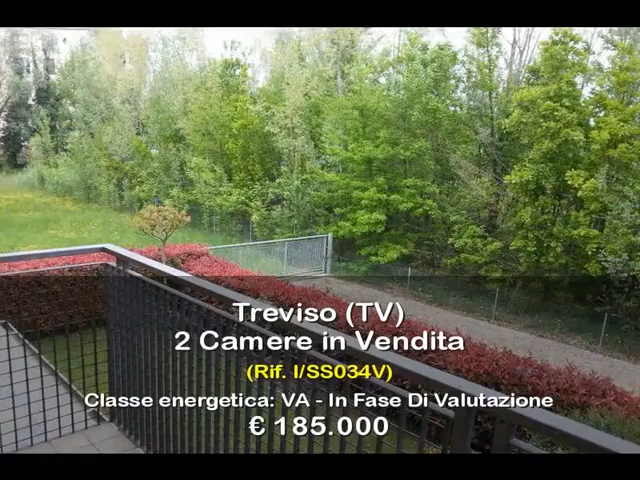 Treviso (TV)
2 Camere in Vendita
(Rif. I/SS034V)
Classe energetica: VA - In Fase Di Valutazione
€ 185.000